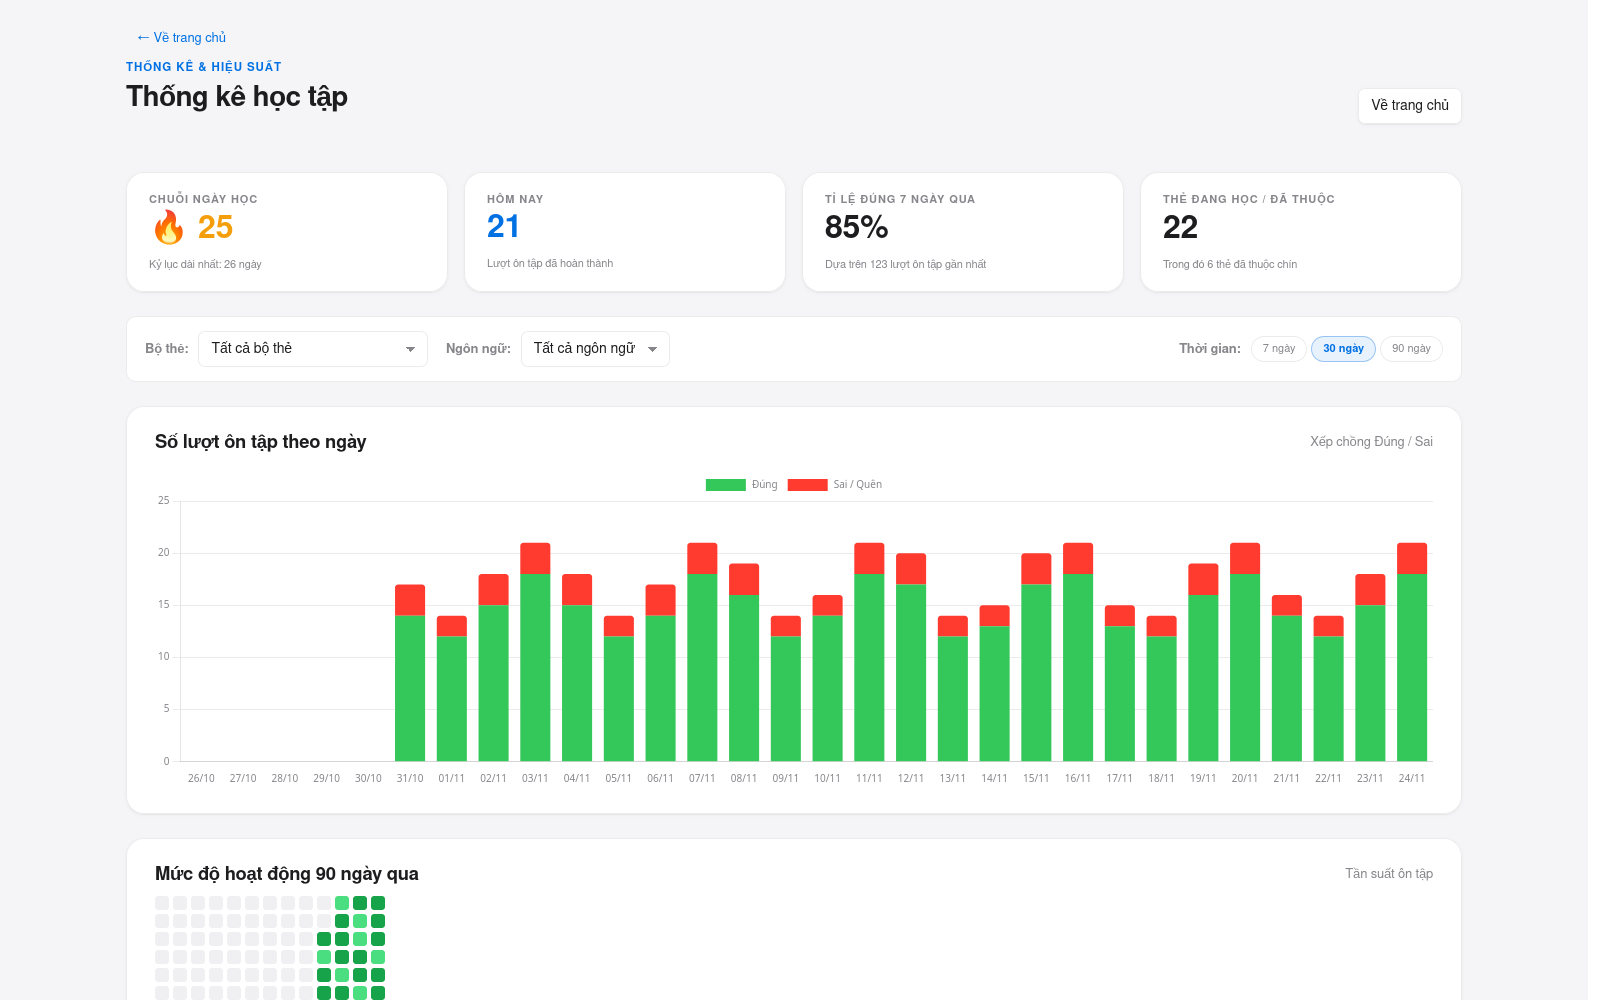 ← Về trang chủ
THỐNG KÊ & HIỆU SUẤT
Thống kê học tập
Về trang chủ
CHUỖI NGÀY HỌC
🔥 25
Kỷ lục dài nhất: 26 ngày
HÔM NAY
21
Lượt ôn tập đã hoàn thành
TỈ LỆ ĐÚNG 7 NGÀY QUA
85%
Dựa trên 123 lượt ôn tập gần nhất
THẺ ĐANG HỌC / ĐÃ THUỘC
22
Trong đó 6 thẻ đã thuộc chín
Bộ thẻ: Tất cả bộ thẻ Ngôn ngữ: Tất cả ngôn ngữ Thời gian: 7 ngày 30 ngày 90 ngày
Số lượt ôn tập theo ngày
Xếp chồng Đúng / Sai
Đúng Sai / Quên
25
20
15
10
5
0
26/10 27/10 28/10 29/10 30/10 31/10 01/11 02/11 03/11 04/11 05/11 06/11 07/11 08/11 09/11 10/11 11/11 12/11 13/11 14/11 15/11 16/11 17/11 18/11 19/11 20/11 21/11 22/11 23/11 24/11
Mức độ hoạt động 90 ngày qua
Tần suất ôn tập